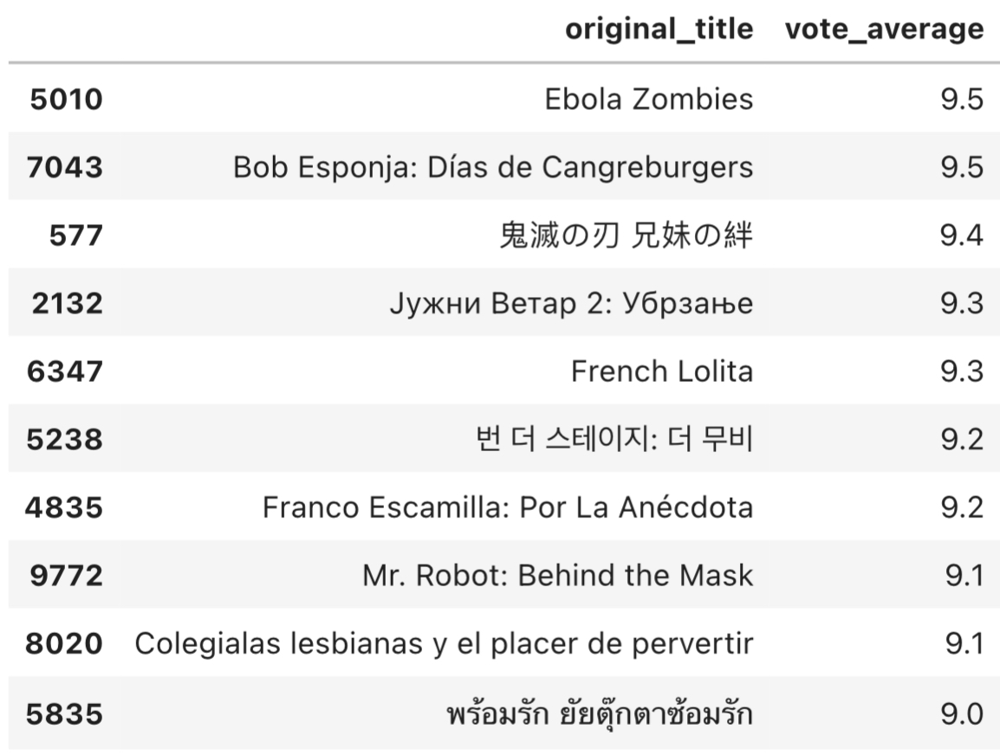 original_title vote_average
5010 Ebola Zombies 9.5
7043 Bob Esponja: Días de Cangreburgers 9.5
577 鬼滅の刃 兄妹の絆 9.4
2132 Јужни Ветар 2: Убрзање 9.3
6347 French Lolita 9.3
5238 번 더 스테이지: 더 무비 9.2
4835 Franco Escamilla: Por La Anécdota 9.2
9772 Mr. Robot: Behind the Mask 9.1
8020 Colegialas lesbianas y el placer de pervertir 9.1
5835 พร้อมรัก ยัยตุ๊กตาซ้อมรัก 9.0